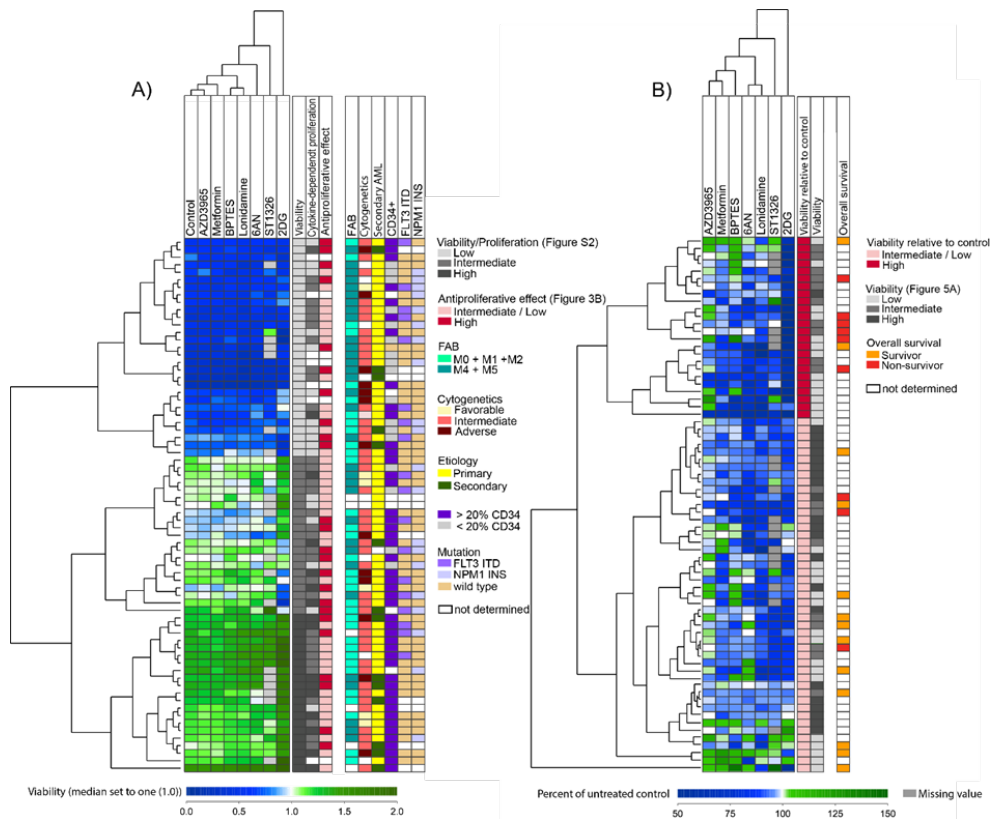 A)
Control
AZD3965
Metformin
BPTES
Lonidamine
6AN
ST1326
2DG
Viability
Cytokine-dependendt proliferation
Antiproliferative effect
FAB
Cytogenetics
Secondary AML
CD34+
FLT3 ITD
NPM1 INS
Viability/Proliferation (Figure S2)
Low
Intermediate
High
Antiproliferative effect (Figure 3B)
Intermediate / Low
High
FAB
M0 + M1 +M2
M4 + M5
Cytogenetics
Favorable
Intermediate
Adverse
Etiology
Primary
Secondary
> 20% CD34
< 20% CD34
Mutation
FLT3 ITD
NPM1 INS
wild type
not determined
Viability (median set to one (1.0))
0.0 0.5 1.0 1.5 2.0
B)
AZD3965
Metformin
BPTES
6AN
Lonidamine
ST1326
2DG
Viability relative to control
Viability
Overall survival
Viability relative to control
Intermediate / Low
High
Viability (Figure 5A)
Low
Intermediate
High
Overall survival
Survivor
Non-survivor
not determined
Percent of untreated control
50 75 100 150
Missing value